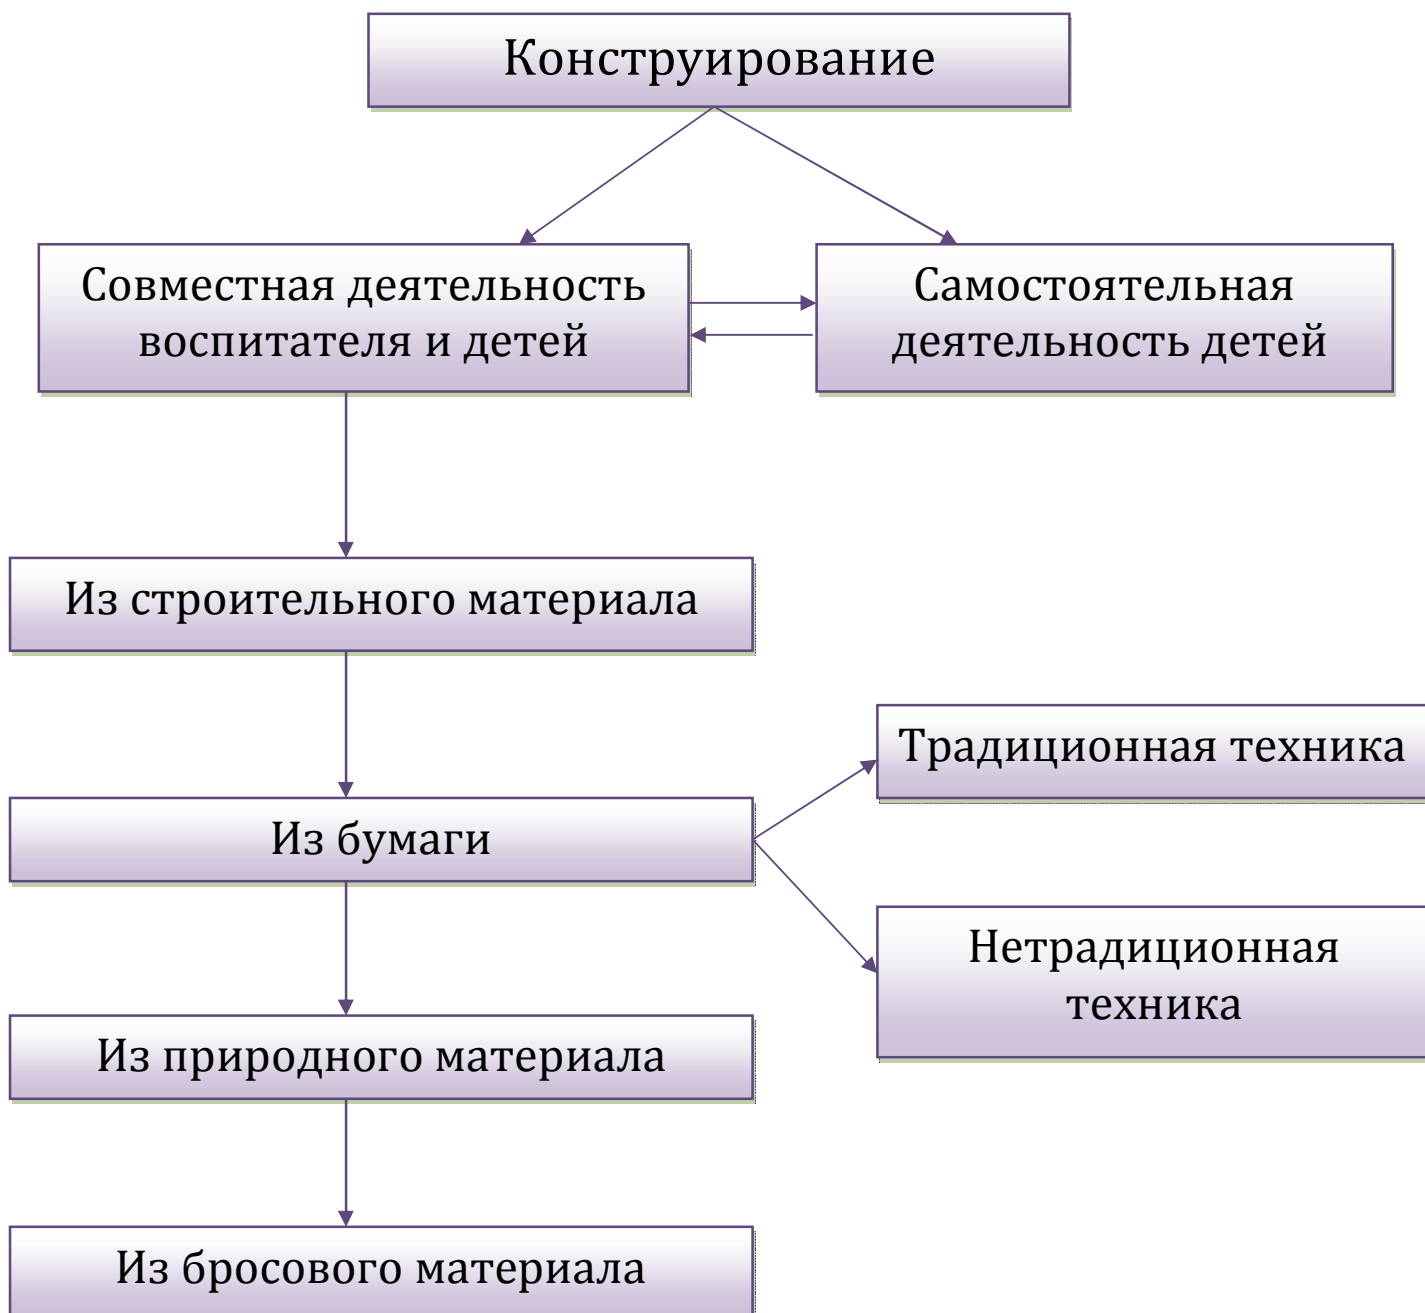 Конструирование
Совместная деятельность
воспитателя и детей
Самостоятельная
деятельность детей
Из строительного материала
Традиционная техника
Из бумаги
Нетрадиционная
техника
Из природного материала
Из бросового материала